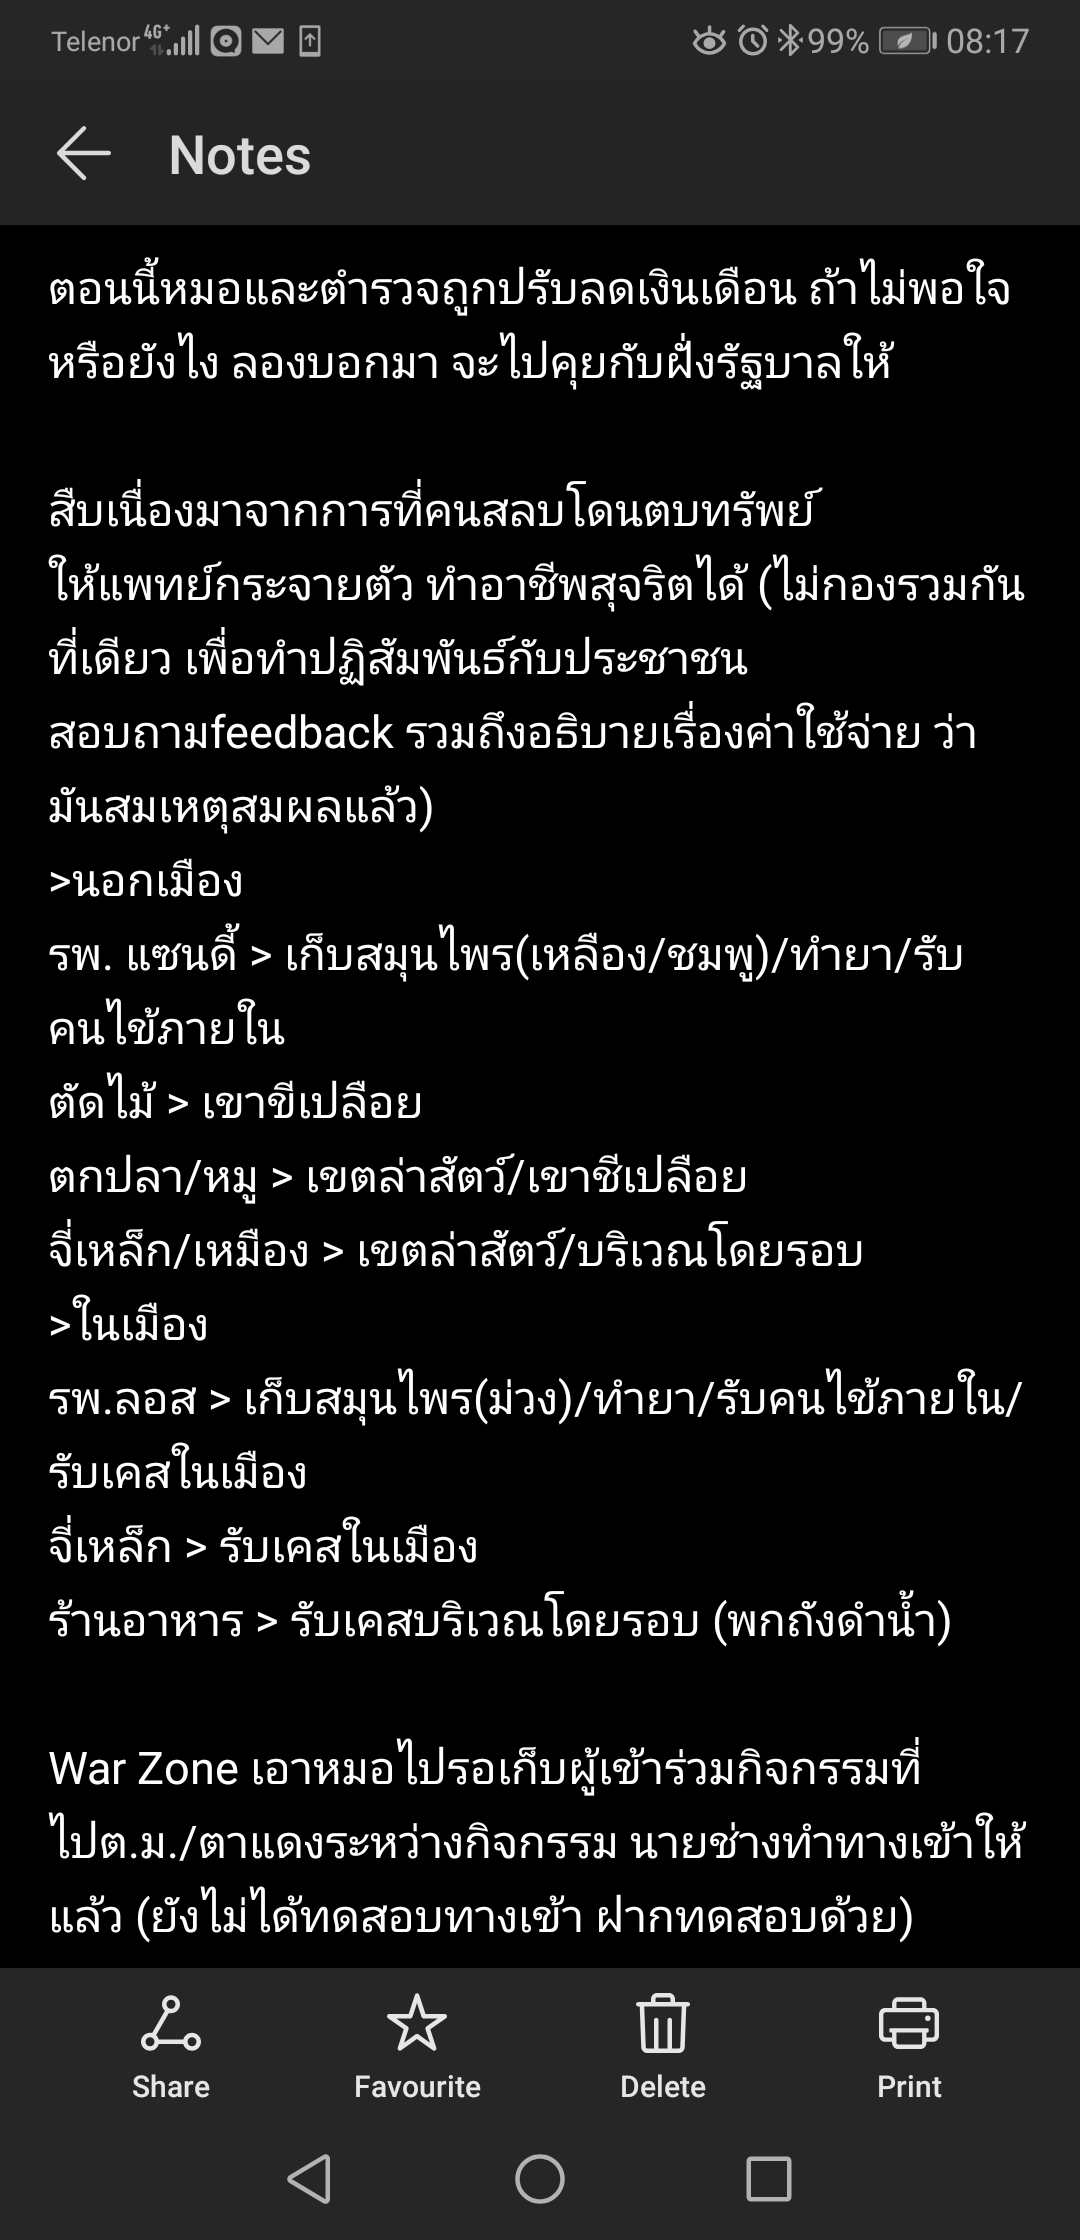 Telenor 4G+ 99% 08:17
Notes
ตอนนี้หมอและตำรวจถูกปรับลดเงินเดือน ถ้าไม่พอใจ
หรือยังไง ลองบอกมา จะไปคุยกับฝั่งรัฐบาลให้
สืบเนื่องมาจากการที่คนสลบโดนตบทรัพย์
ให้แพทย์กระจายตัว ทำอาชีพสุจริตได้ (ไม่กองรวมกัน
ที่เดียว เพื่อทำปฏิสัมพันธ์กับประชาชน
สอบถามfeedback รวมถึงอธิบายเรื่องค่าใช้จ่าย ว่า
มันสมเหตุสมผลแล้ว)
>นอกเมือง
รพ. แซนดี้ > เก็บสมุนไพร(เหลือง/ชมพู)/ทำยา/รับ
คนไข้ภายใน
ตัดไม้ > เขาขีเปลือย
ตกปลา/หมู > เขตล่าสัตว์/เขาชีเปลือย
จี่เหล็ก/เหมือง > เขตล่าสัตว์/บริเวณโดยรอบ
>ในเมือง
รพ.ลอส > เก็บสมุนไพร(ม่วง)/ทำยา/รับคนไข้ภายใน/
รับเคสในเมือง
จี่เหล็ก > รับเคสในเมือง
ร้านอาหาร > รับเคสบริเวณโดยรอบ (พกถังดำน้ำ)
War Zone เอาหมอไปรอเก็บผู้เข้าร่วมกิจกรรมที่
ไปต.ม./ตาแดงระหว่างกิจกรรม นายช่างทำทางเข้าให้
แล้ว (ยังไม่ได้ทดสอบทางเข้า ฝากทดสอบด้วย)
Share Favourite Delete Print